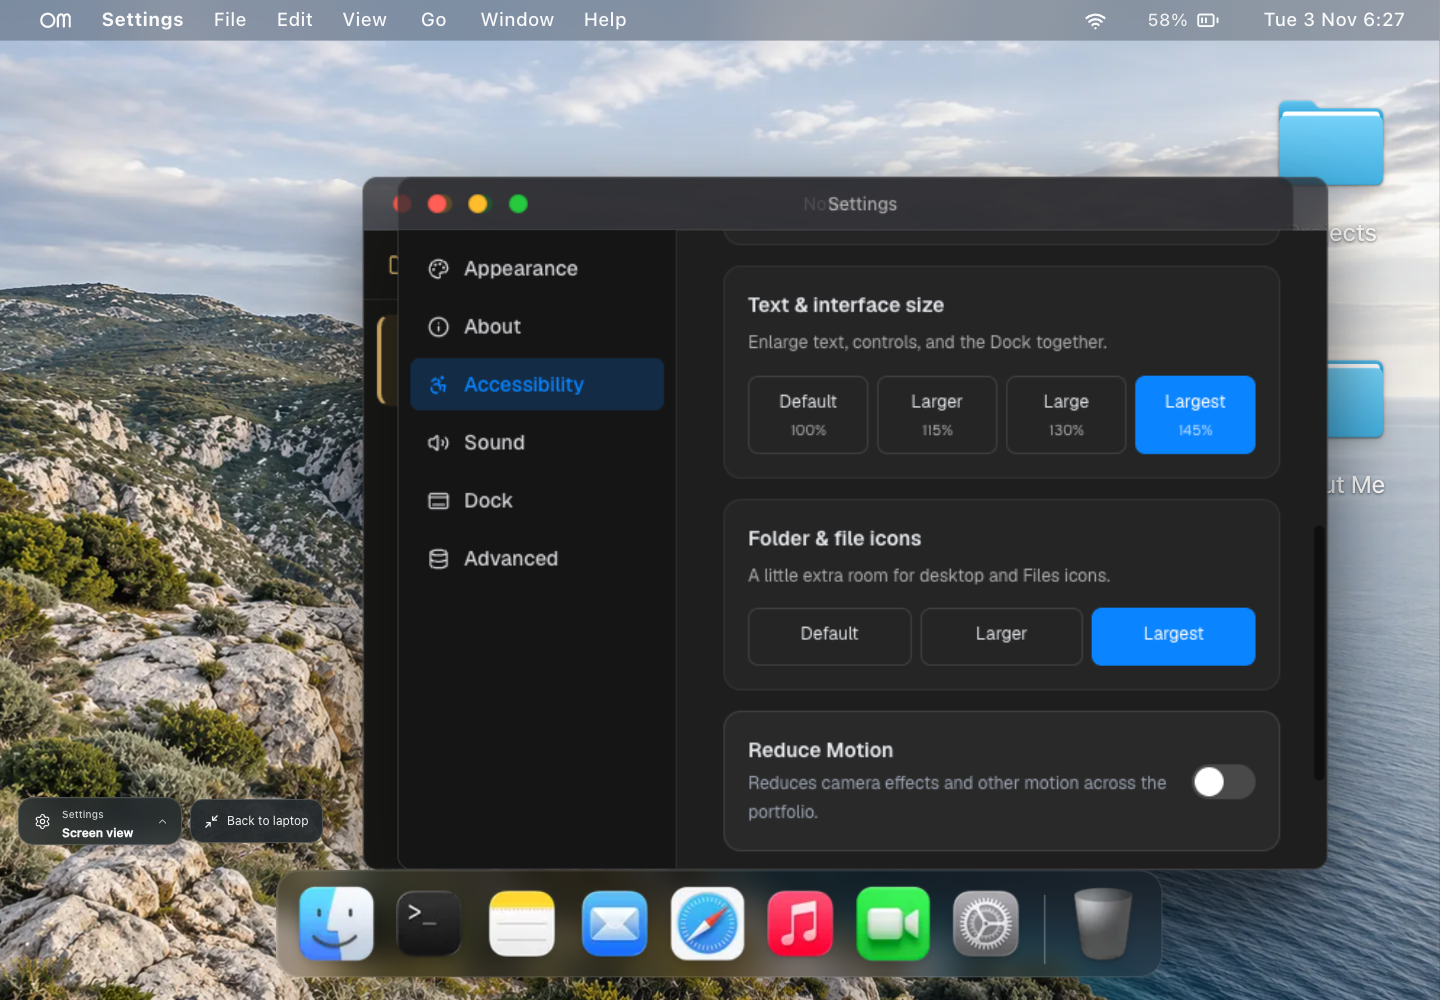 OM Settings File Edit View Go Window Help 58% Tue 3 Nov 6:27
Settings
Appearance
About
Accessibility
Sound
Dock
Advanced
Text & interface size
Enlarge text, controls, and the Dock together.
Default Larger Large Largest
100% 115% 130% 145%
Folder & file icons
A little extra room for desktop and Files icons.
Default Larger Largest
Reduce Motion
Reduces camera effects and other motion across the
portfolio.
ects
ut Me
Settings
Screen view
Back to laptop
>_